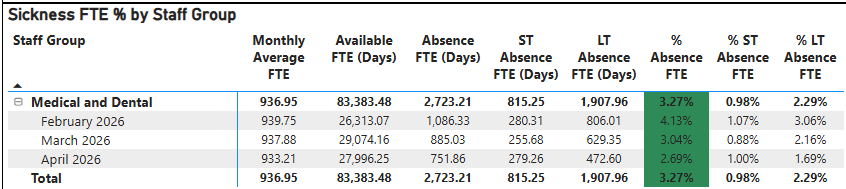 Sickness FTE % by Staff Group
Staff Group Monthly Average FTE Available FTE (Days) Absence FTE (Days) ST Absence FTE (Days) LT Absence FTE (Days) % Absence FTE % ST Absence FTE % LT Absence FTE
Medical and Dental 936.95 83,383.48 2,723.21 815.25 1,907.96 3.27% 0.98% 2.29%
February 2026 939.75 26,313.07 1,086.33 280.31 806.01 4.13% 1.07% 3.06%
March 2026 937.88 29,074.16 885.03 255.68 629.35 3.04% 0.88% 2.16%
April 2026 933.21 27,996.25 751.86 279.26 472.60 2.69% 1.00% 1.69%
Total 936.95 83,383.48 2,723.21 815.25 1,907.96 3.27% 0.98% 2.29%